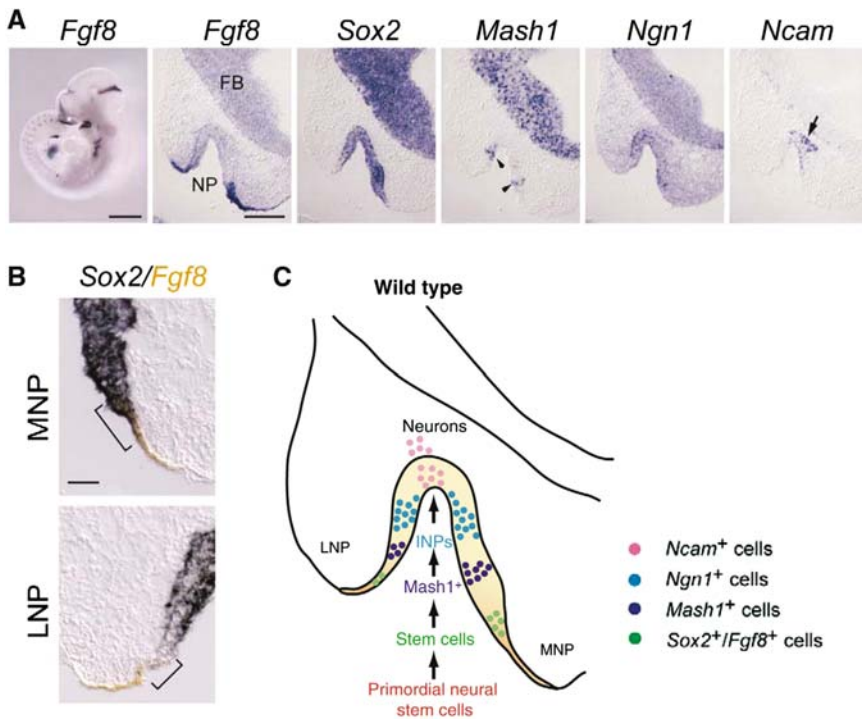 A
Fgf8 Fgf8 Sox2 Mash1 Ngn1 Ncam
FB
NP
B
Sox2/Fgf8
MNP
LNP
C
Wild type
Neurons
LNP
INPs
Mash1+
Stem cells
MNP
Primordial neural
stem cells
Ncam+ cells
Ngn1+ cells
Mash1+ cells
Sox2+/Fgf8+ cells